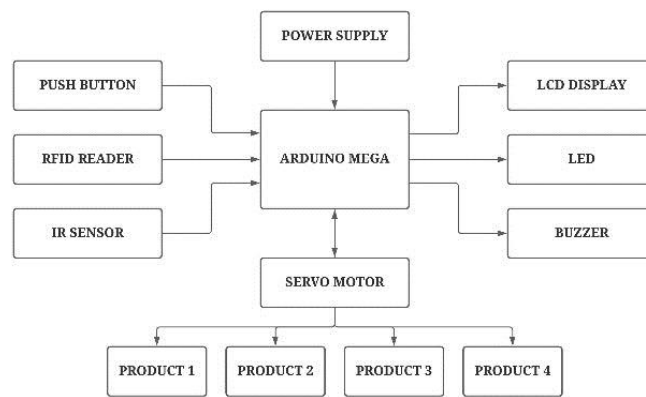 POWER SUPPLY
PUSH BUTTON
LCD DISPLAY
RFID READER
ARDUINO MEGA
LED
IR SENSOR
BUZZER
SERVO MOTOR
PRODUCT 1
PRODUCT 2
PRODUCT 3
PRODUCT 4